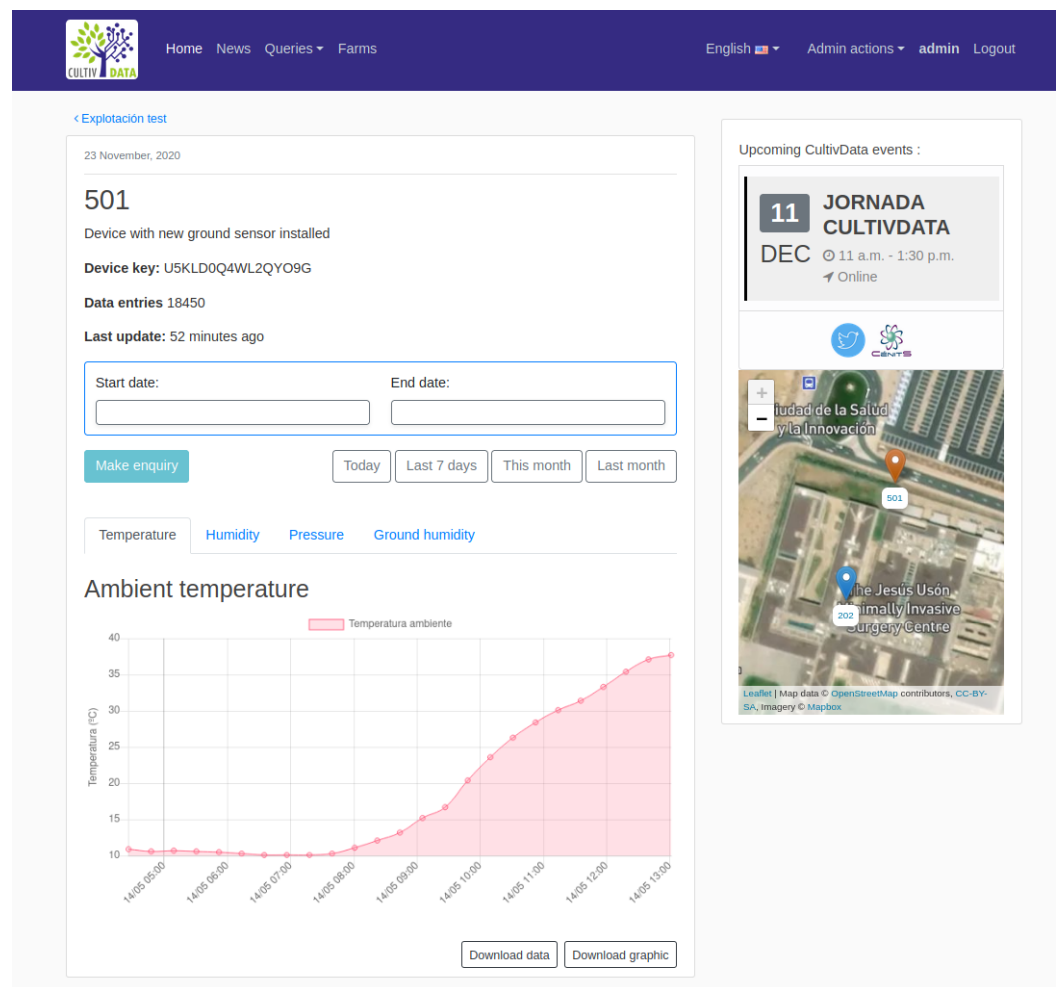 CULTIV DATA
Home News Queries Farms
English Admin actions admin Logout
‹ Explotación test
23 November, 2020
501
Device with new ground sensor installed
Device key: U5KLD0Q4WL2QYO9G
Data entries 18450
Last update: 52 minutes ago
Start date: End date:
Make enquiry Today Last 7 days This month Last month
Temperature Humidity Pressure Ground humidity
Ambient temperature
Temperatura ambiente
Temperatura (ºC)
40
35
30
25
20
15
10
14/05 05:00 14/05 06:00 14/05 07:00 14/05 08:00 14/05 09:00 14/05 10:00 14/05 11:00 14/05 12:00 14/05 13:00
Download data Download graphic
Upcoming CultivData events :
11
DEC
JORNADA
CULTIVDATA
11 a.m. - 1:30 p.m.
Online
CénitS
+
−
iudad de la Salud
y la Innovación
501
he Jesús Usón
nimally Invasive
202
Surgery Centre
Leaflet | Map data © OpenStreetMap contributors, CC-BY-
SA, Imagery © Mapbox